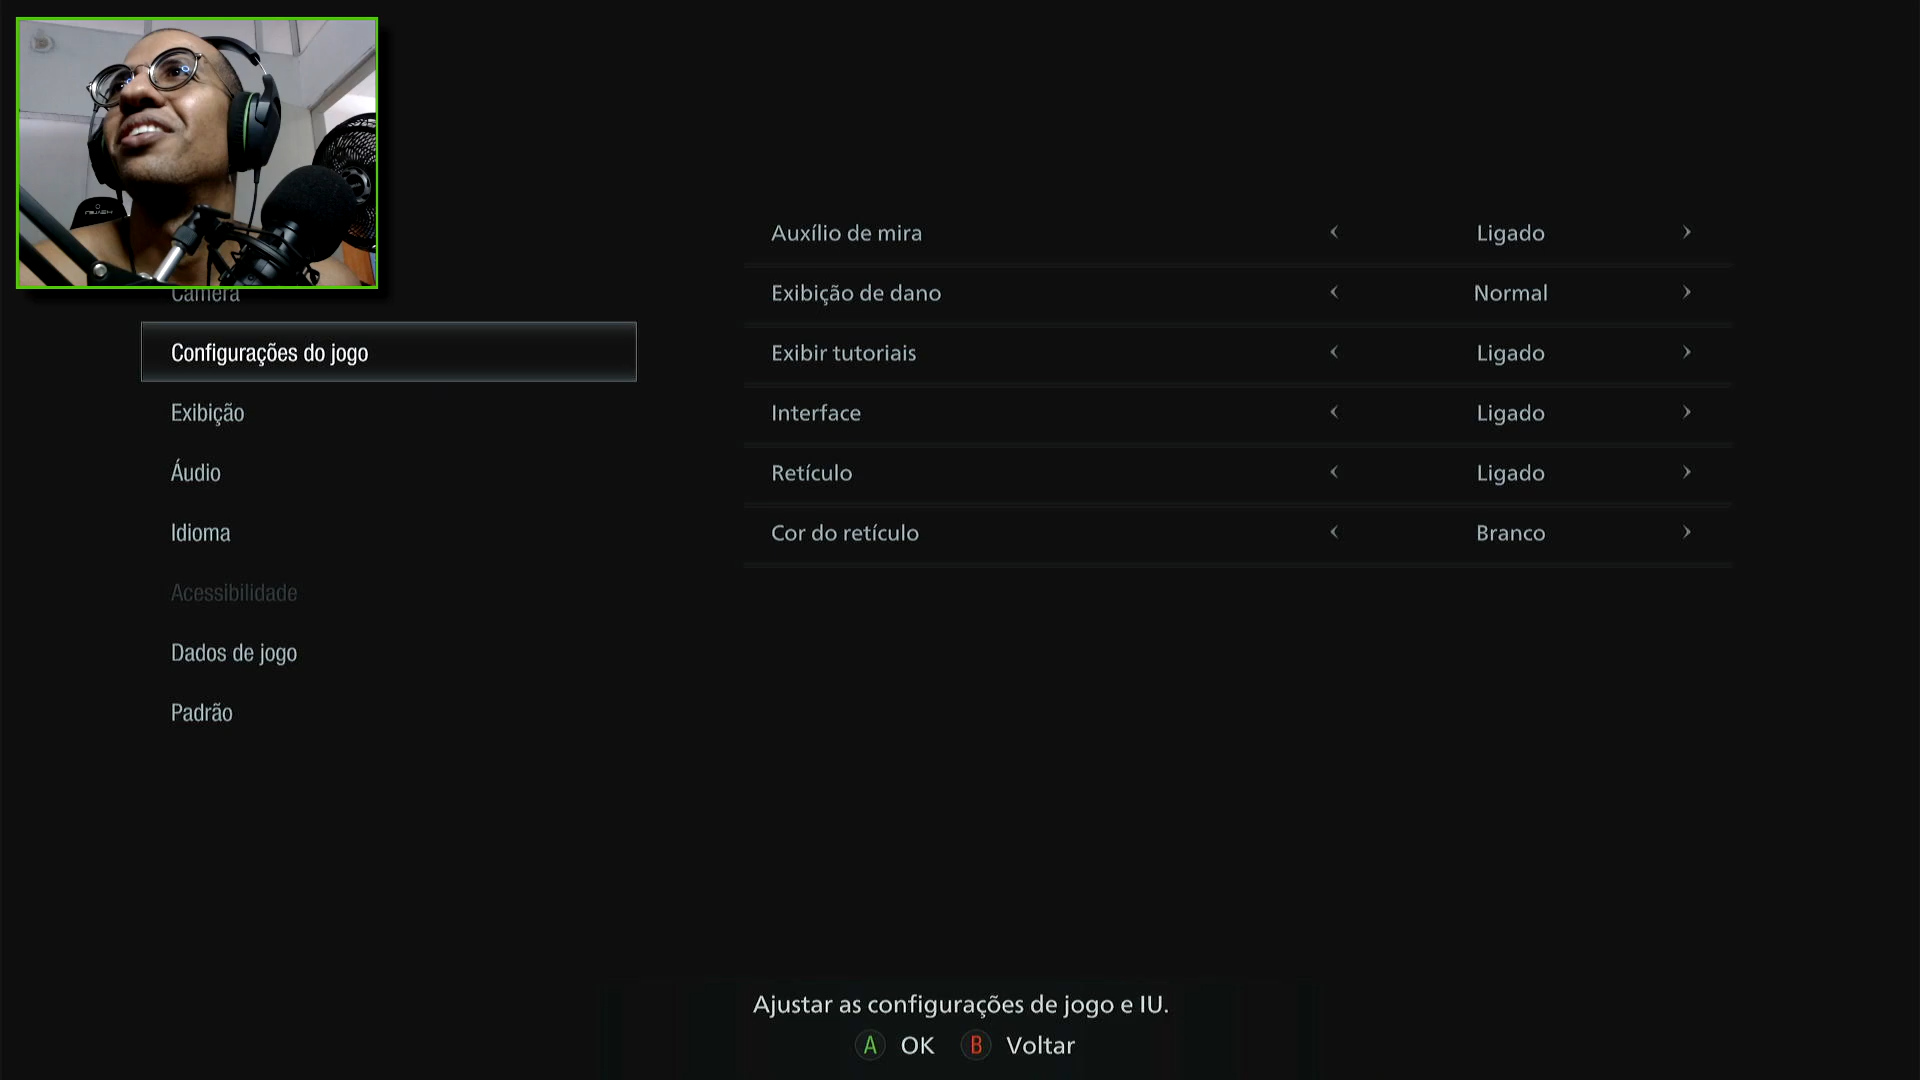 Câmera
Configurações do jogo
Exibição
Áudio
Idioma
Acessibilidade
Dados de jogo
Padrão
Auxílio de mira Ligado
Exibição de dano Normal
Exibir tutoriais Ligado
Interface Ligado
Retículo Ligado
Cor do retículo Branco
Ajustar as configurações de jogo e IU.
A OK B Voltar